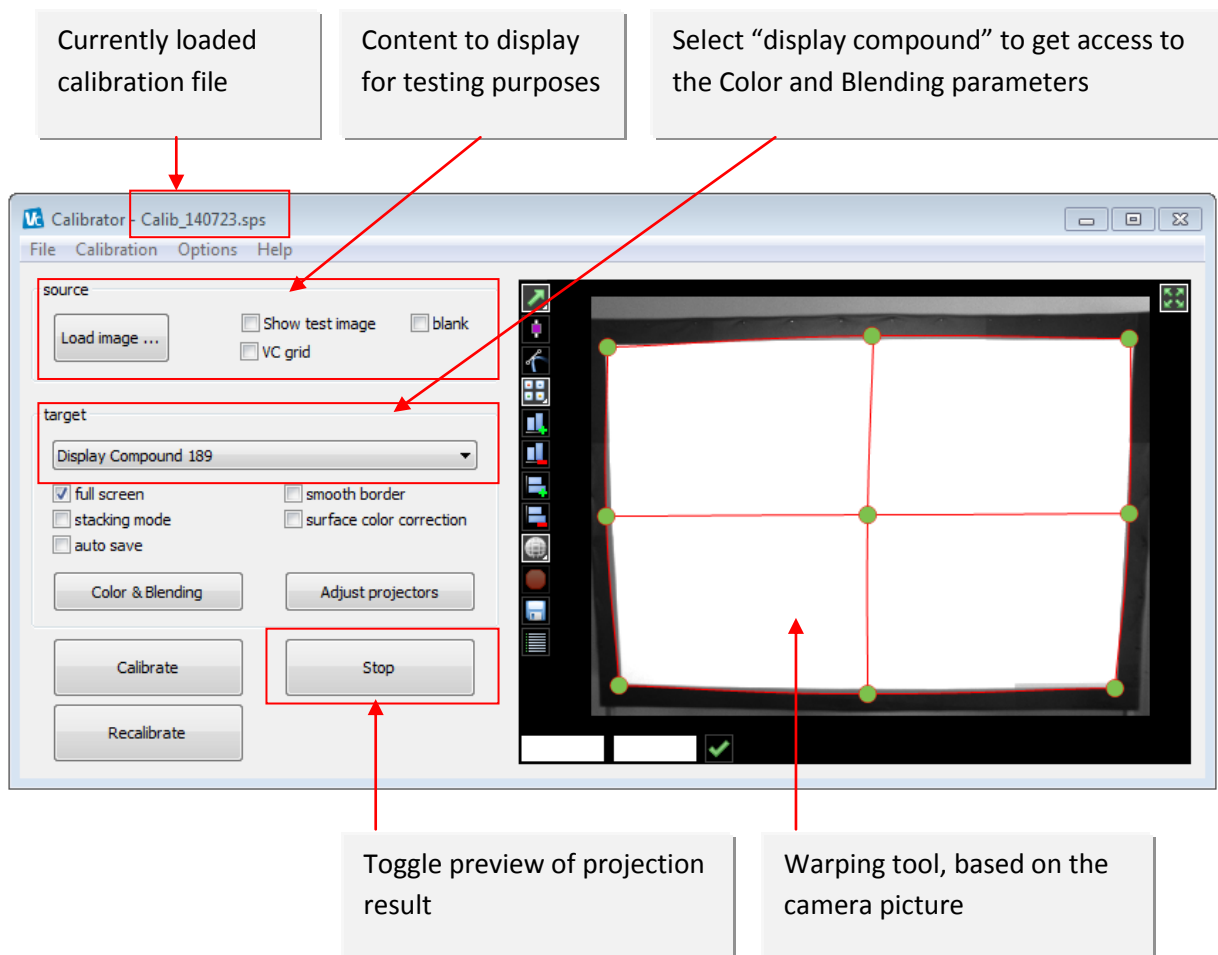 Currently loaded
calibration file
Content to display
for testing purposes
Select “display compound” to get access to
the Color and Blending parameters
Vc Calibrator - Calib_140723.sps
File Calibration Options Help
source
Load image ...
Show test image
blank
VC grid
target
Display Compound 189
full screen
smooth border
stacking mode
surface color correction
auto save
Color & Blending
Adjust projectors
Calibrate
Stop
Recalibrate
Toggle preview of projection
result
Warping tool, based on the
camera picture